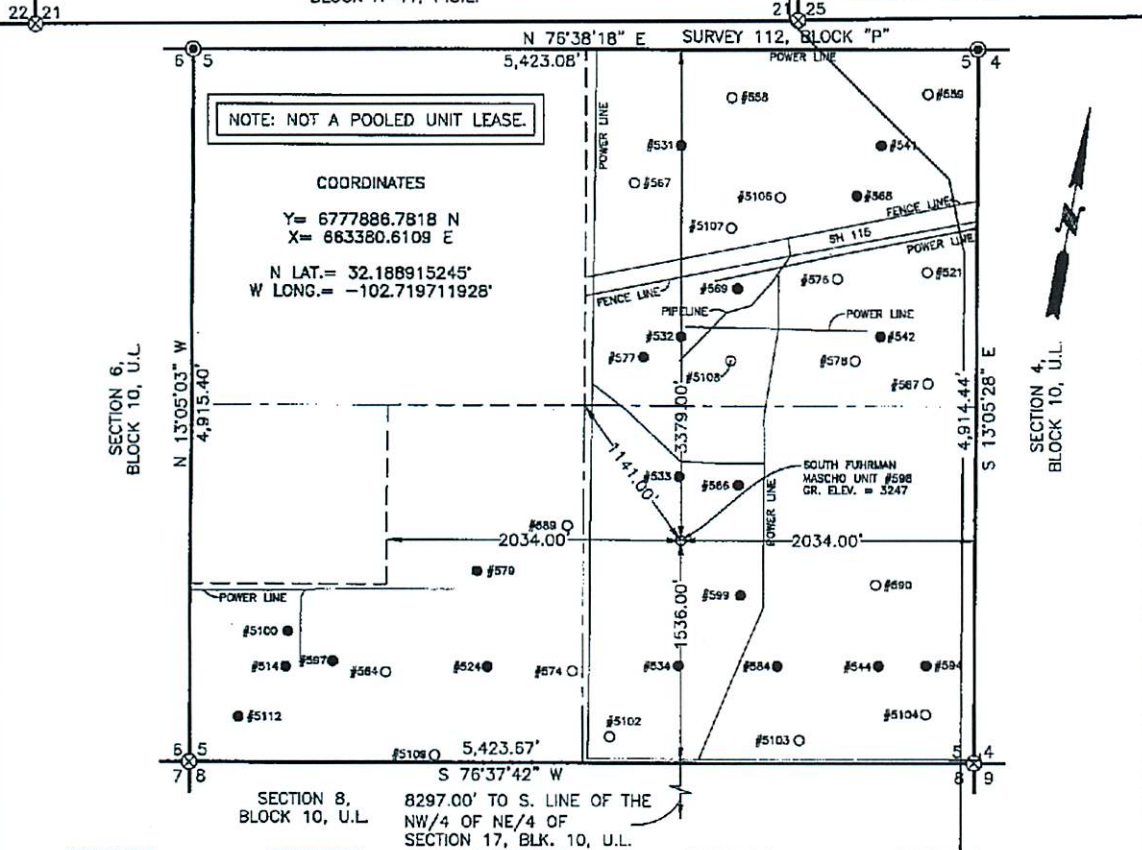 22 21
21 25
N 76°38'18" E SURVEY 112, BLOCK "P"
6 5
5,423.08'
POWER LINE
5 4
NOTE: NOT A POOLED UNIT LEASE.
POWER LINE
#558
#559
#531
#541
COORDINATES
#567
#5106
#568
Y= 6777886.7818 N
X= 663380.6109 E
#5107
FENCE LINE
SH 115
POWER LINE
N LAT.= 32.188915245°
W LONG.= -102.719711928°
#576
#521
FENCE LINE
#569
PIPELINE
POWER LINE
#532
#542
#577
#5108
#578
#587
SECTION 6,
BLOCK 10, U.L.
N 13°05'03" W
4,915.40'
3379.00'
4,914.44'
S 13°05'28" E
SECTION 4,
BLOCK 10, U.L.
1141.00'
#533
#566
SOUTH FUHRMAN
MASCHO UNIT #598
GR. ELEV. = 3247
POWER LINE
#589
2034.00'
2034.00'
#579
#590
POWER LINE
#599
1536.00'
#5100
#514
#597
#564
#524
#574
#534
#584
#544
#594
#5112
#5102
#5104
#5103
#5109
5,423.67'
6 5
7 8
S 76°37'42" W
5 4
8 9
SECTION 8,
BLOCK 10, U.L.
8297.00' TO S. LINE OF THE
NW/4 OF NE/4 OF
SECTION 17, BLK. 10, U.L.